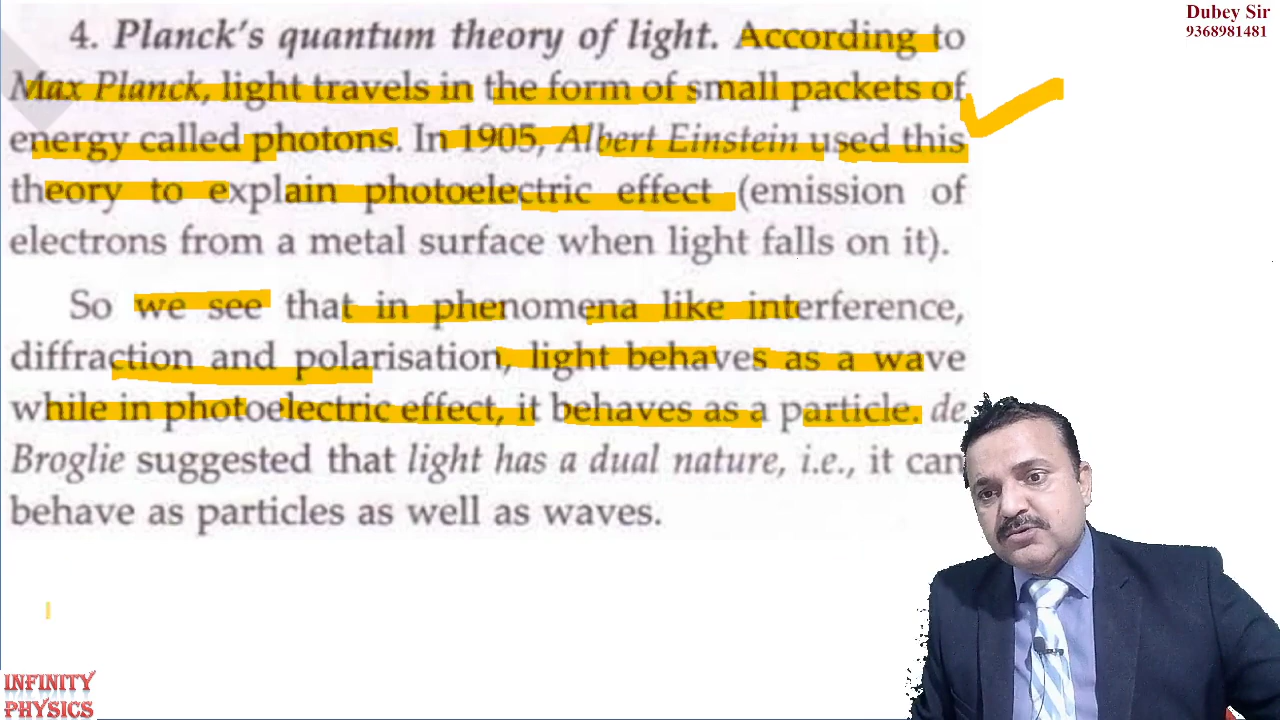 Dubey Sir
9368981481
4. Planck's quantum theory of light. According to
Max Planck, light travels in the form of small packets of
energy called photons. In 1905, Albert Einstein used this
theory to explain photoelectric effect (emission of
electrons from a metal surface when light falls on it).
So we see that in phenomena like interference,
diffraction and polarisation, light behaves as a wave
while in photoelectric effect, it behaves as a particle. de
Broglie suggested that light has a dual nature, i.e., it can
behave as particles as well as waves.
INFINITY
PHYSICS